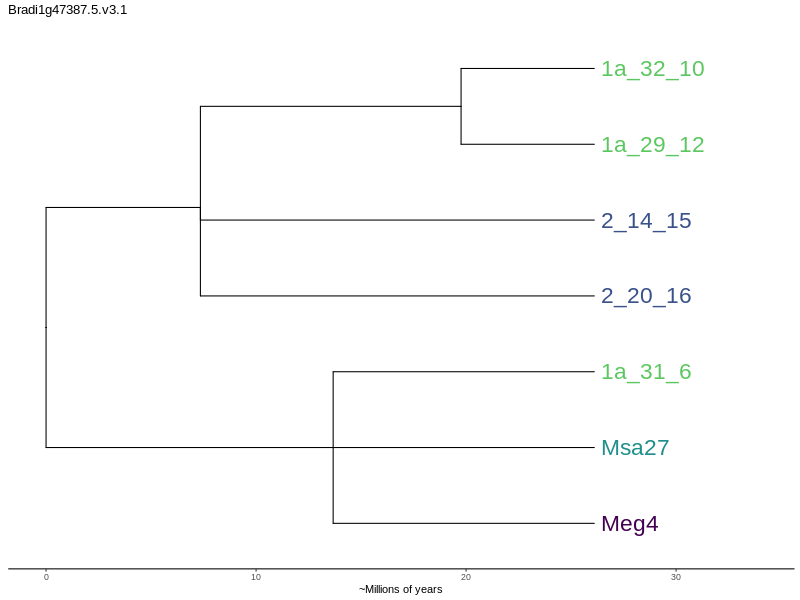 Bradi1g47387.5.v3.1
1a_32_10
1a_29_12
2_14_15
2_20_16
1a_31_6
Msa27
Meg4
0 10 20 30
~Millions of years